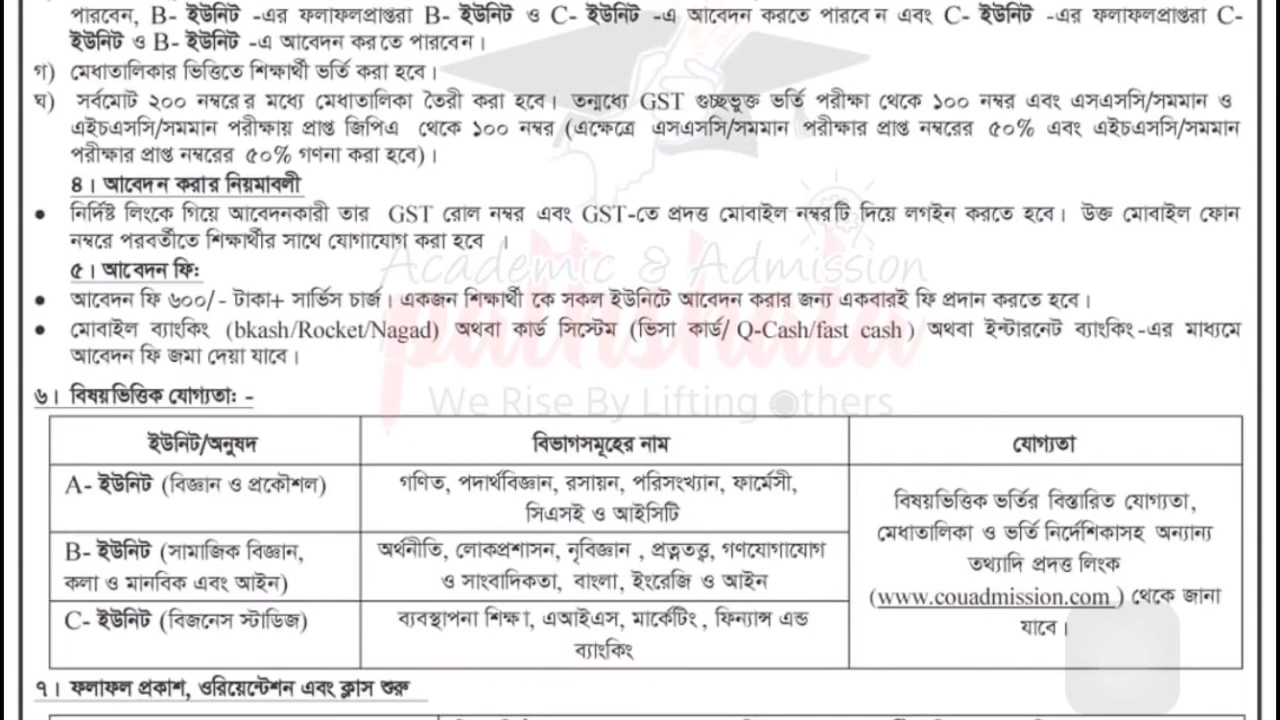 পারবেন, B- ইউনিট -এর ফলাফলপ্রাপ্তরা B- ইউনিট ও C- ইউনিট -এ আবেদন করতে পারবেন এবং C- ইউনিট -এর ফলাফলপ্রাপ্তরা C-
ইউনিট ও B- ইউনিট -এ আবেদন করতে পারবেন।
গ) মেধাতালিকার ভিত্তিতে শিক্ষার্থী ভর্তি করা হবে।
ঘ) সর্বমোট ২০০ নম্বরের মধ্যে মেধাতালিকা তৈরী করা হবে। তন্মধ্যে GST গুচ্ছভুক্ত ভর্তি পরীক্ষা থেকে ১০০ নম্বর এবং এসএসসি/সমমান ও
এইচএসসি/সমমান পরীক্ষায় প্রাপ্ত জিপিএ থেকে ১০০ নম্বর (এক্ষেত্রে এসএসসি/সমমান পরীক্ষার প্রাপ্ত নম্বরের ৫০% এবং এইচএসসি/সমমান
পরীক্ষার প্রাপ্ত নম্বরের ৫০% গণনা করা হবে)।
৪। আবেদন করার নিয়মাবলী
• নির্দিষ্ট লিংকে গিয়ে আবেদনকারী তার GST রোল নম্বর এবং GST-তে প্রদত্ত মোবাইল নম্বরটি দিয়ে লগইন করতে হবে। উক্ত মোবাইল ফোন
নম্বরে পরবর্তীতে শিক্ষার্থীর সাথে যোগাযোগ করা হবে ।
৫। আবেদন ফি:
• আবেদন ফি ৬০০/- টাকা+ সার্ভিস চার্জ। একজন শিক্ষার্থী কে সকল ইউনিটে আবেদন করার জন্য একবারই ফি প্রদান করতে হবে।
• মোবাইল ব্যাংকিং (bkash/Rocket/Nagad) অথবা কার্ড সিস্টেম (ভিসা কার্ড/ Q-Cash/fast cash) অথবা ইন্টারনেট ব্যাংকিং-এর মাধ্যমে
আবেদন ফি জমা দেয়া যাবে।
Academic & Admission
pathshala
We Rise By Lifting Others
৬। বিষয়ভিত্তিক যোগ্যতা: -
ইউনিট/অনুষদ
বিভাগসমূহের নাম
যোগ্যতা
A- ইউনিট (বিজ্ঞান ও প্রকৌশল)
গণিত, পদার্থবিজ্ঞান, রসায়ন, পরিসংখ্যান, ফার্মেসী,
সিএসই ও আইসিটি
B- ইউনিট (সামাজিক বিজ্ঞান,
কলা ও মানবিক এবং আইন)
অর্থনীতি, লোকপ্রশাসন, নৃবিজ্ঞান , প্রত্নতত্ত্ব, গণযোগাযোগ
ও সাংবাদিকতা, বাংলা, ইংরেজি ও আইন
C- ইউনিট (বিজনেস স্টাডিজ)
ব্যবস্থাপনা শিক্ষা, এআইএস, মার্কেটিং , ফিন্যান্স এন্ড
ব্যাংকিং
বিষয়ভিত্তিক ভর্তির বিস্তারিত যোগ্যতা,
মেধাতালিকা ও ভর্তি নির্দেশিকাসহ অন্যান্য
তথ্যাদি প্রদত্ত লিংক
(www.couadmission.com ) থেকে জানা
যাবে।
৭। ফলাফল প্রকাশ, ওরিয়েন্টেশন এবং ক্লাস শুরু